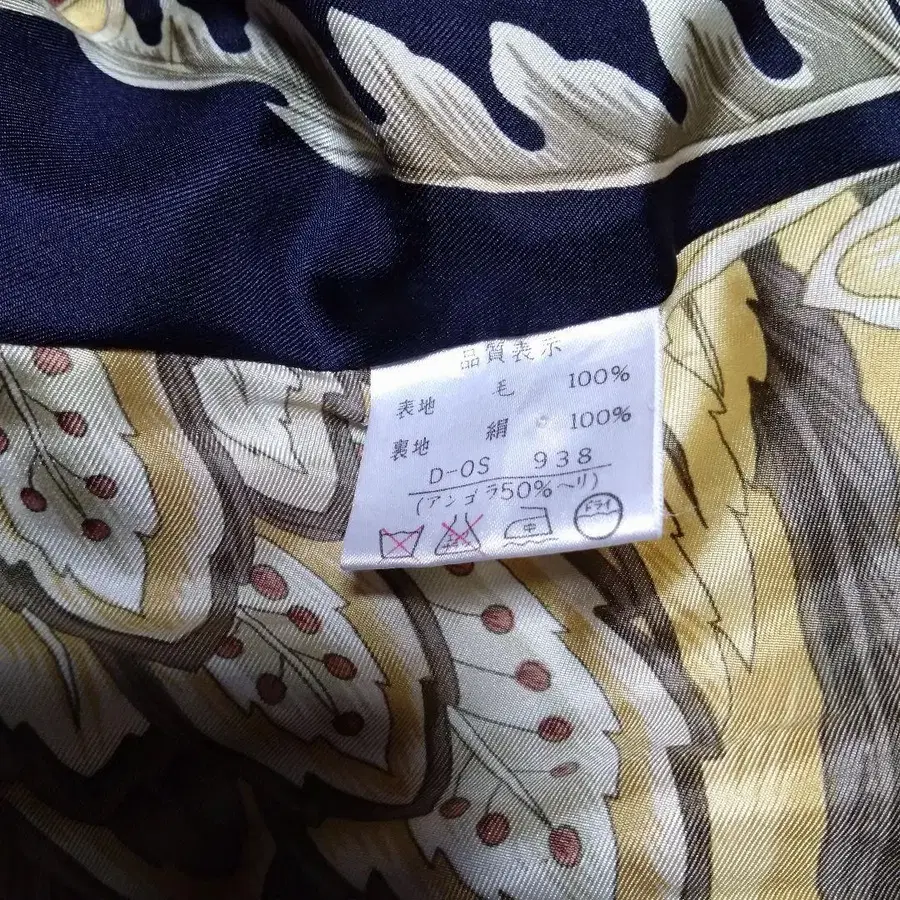 品質表示
表地 毛 100%
裏地 絹 100%
D-OS 938
(アンゴラ50%〜リ)
中 ドライ